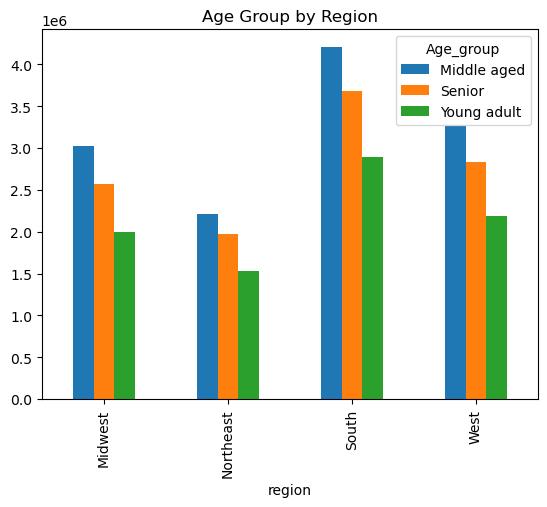 Age Group by Region
1e6
Age_group
Middle aged
Senior
Young adult
4.0
3.5
3.0
2.5
2.0
1.5
1.0
0.5
0.0
Midwest
Northeast
South
West
region